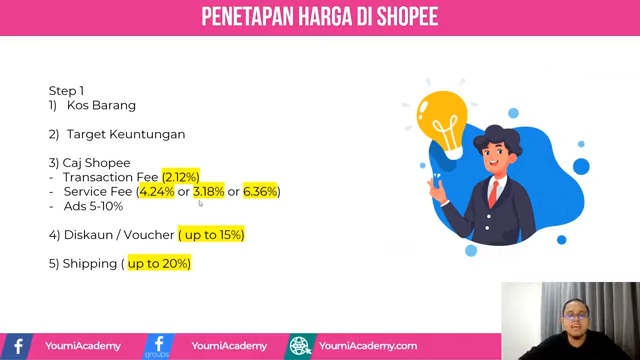 PENETAPAN HARGA DI SHOPEE
Step 1
1) Kos Barang
2) Target Keuntungan
3) Caj Shopee
- Transaction Fee (2.12%)
- Service Fee (4.24% or 3.18% or 6.36%)
- Ads 5-10%
4) Diskaun / Voucher ( up to 15%)
5) Shipping ( up to 20%)
f YoumiAcademy f groups YoumiAcademy YoumiAcademy.com